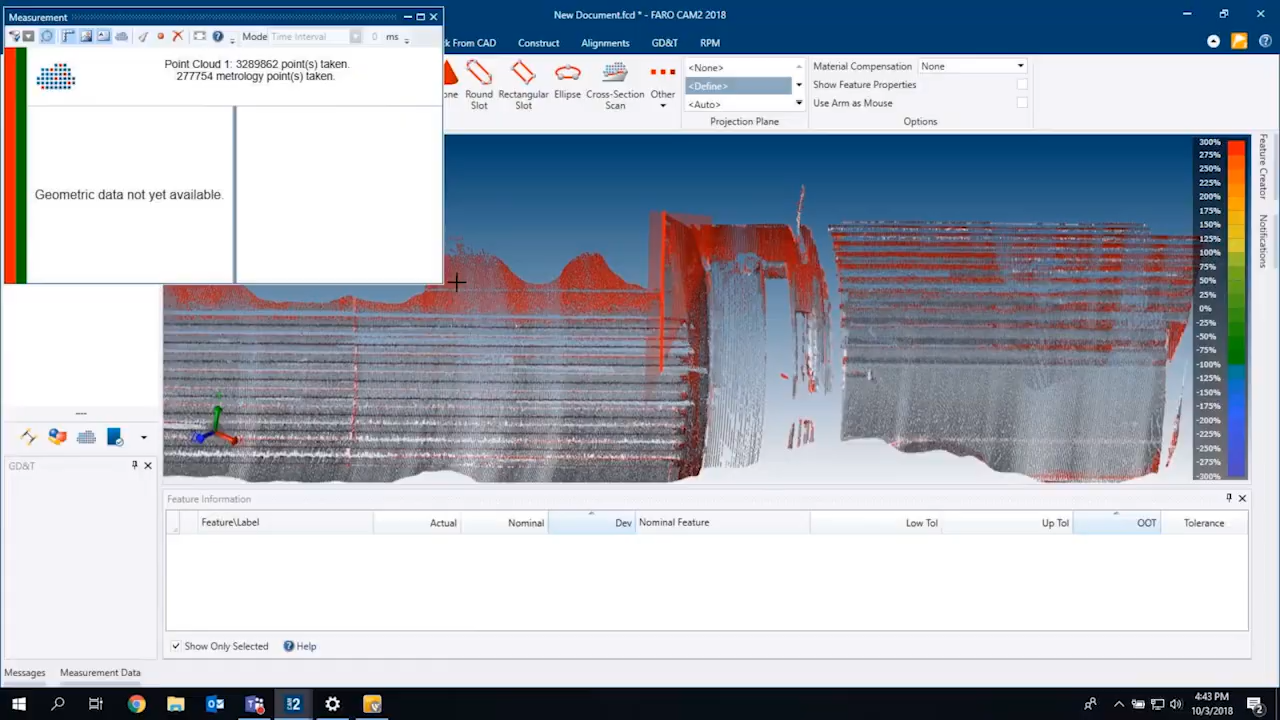 New Document.fcd * - FARO CAM2 2018
Measurement
Mode Time Interval 0 ms
Point Cloud 1: 3289862 point(s) taken.
277754 metrology point(s) taken.
Geometric data not yet available.
k From CAD Construct Alignments GD&T RPM
one
Round Slot
Rectangular Slot
Ellipse
Cross-Section Scan
Other
<None>
<Define>
<Auto>
Projection Plane
Material Compensation None
Show Feature Properties
Use Arm as Mouse
Options
Feature Creator
Notifications
300%
275%
250%
225%
200%
175%
150%
125%
100%
75%
50%
25%
0%
-25%
-50%
-75%
-100%
-125%
-150%
-175%
-200%
-225%
-250%
-275%
-300%
GD&T
Feature Information
Feature\Label Actual Nominal Dev Nominal Feature Low Tol Up Tol OOT Tolerance
Show Only Selected Help
Messages Measurement Data
4:43 PM
10/3/2018
2